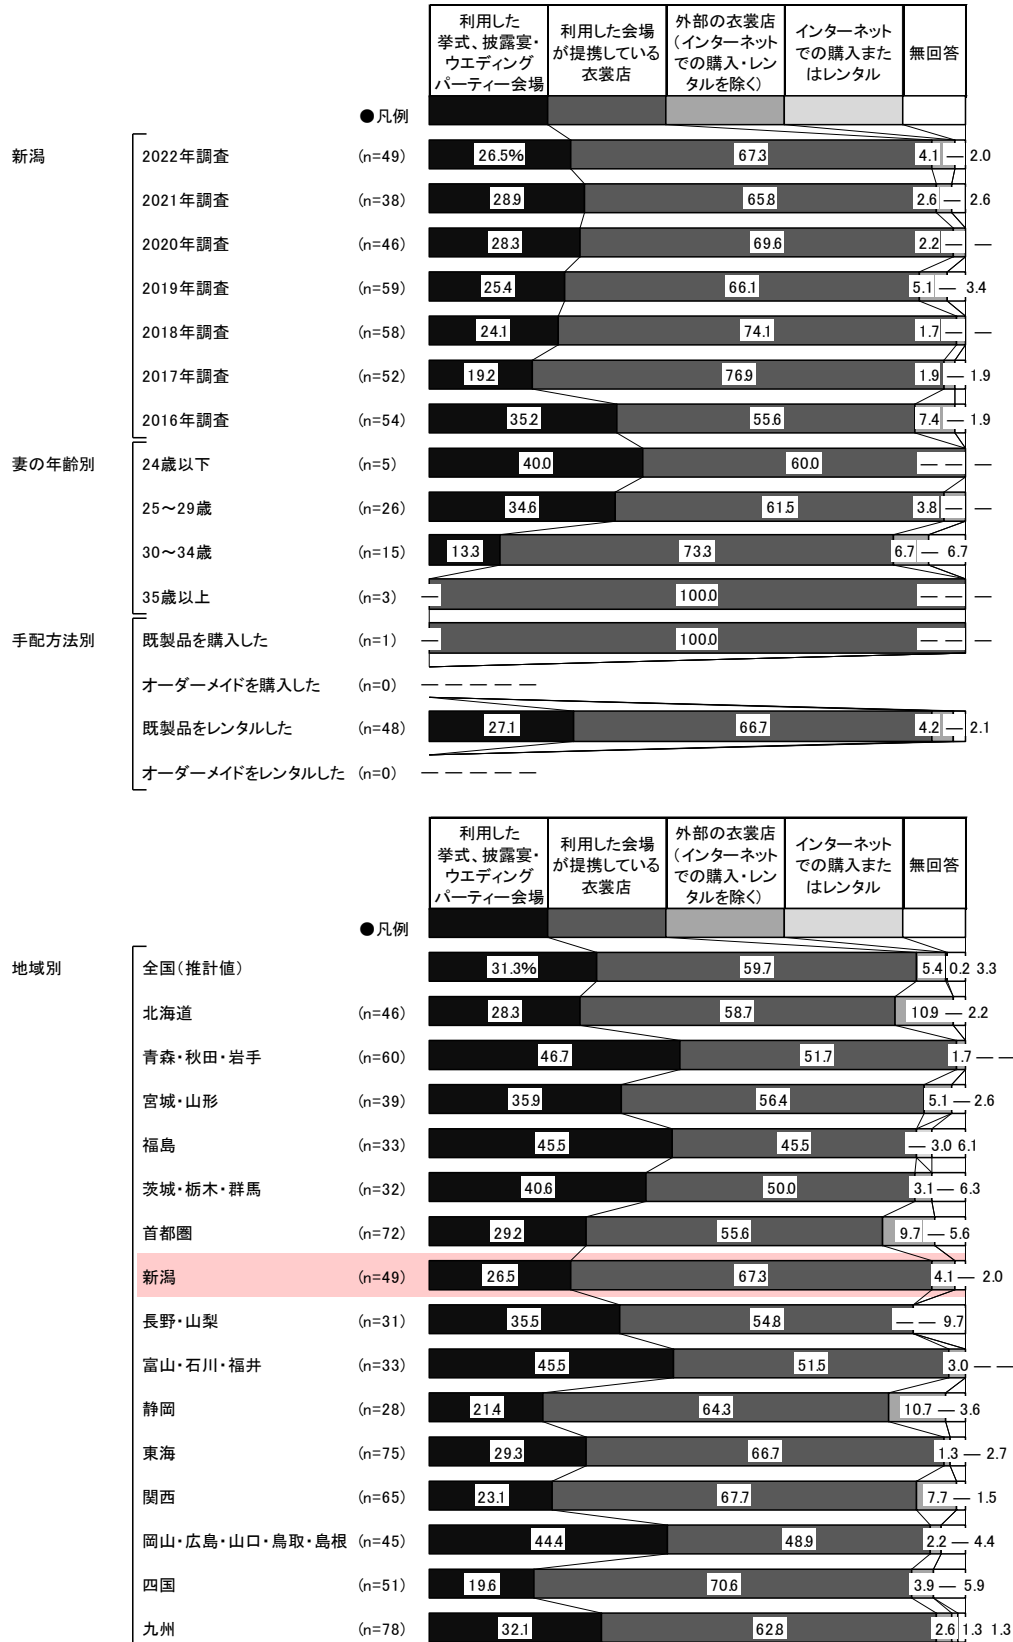 利用した
挙式、披露宴・
ウエディング
パーティー会場
利用した会場
が提携している
衣裳店
外部の衣裳店
(インターネット
での購入・レン
タルを除く)
インターネット
での購入また
はレンタル
無回答
●凡例
新潟 2022年調査 (n=49) 26.5% 67.3 4.1 — 2.0
2021年調査 (n=38) 28.9 65.8 2.6 — 2.6
2020年調査 (n=46) 28.3 69.6 2.2 — —
2019年調査 (n=59) 25.4 66.1 5.1 — 3.4
2018年調査 (n=58) 24.1 74.1 1.7 — —
2017年調査 (n=52) 19.2 76.9 1.9 — 1.9
2016年調査 (n=54) 35.2 55.6 7.4 — 1.9
妻の年齢別 24歳以下 (n=5) 40.0 60.0 — — —
25～29歳 (n=26) 34.6 61.5 3.8 — —
30～34歳 (n=15) 13.3 73.3 6.7 — 6.7
35歳以上 (n=3) — 100.0 — — —
手配方法別 既製品を購入した (n=1) — 100.0 — — —
オーダーメイドを購入した (n=0) — — — — —
既製品をレンタルした (n=48) 27.1 66.7 4.2 — 2.1
オーダーメイドをレンタルした (n=0) — — — — —
利用した
挙式、披露宴・
ウエディング
パーティー会場
利用した会場
が提携している
衣裳店
外部の衣裳店
(インターネット
での購入・レン
タルを除く)
インターネット
での購入また
はレンタル
無回答
●凡例
地域別 全国(推計値) 31.3% 59.7 5.4 0.2 3.3
北海道 (n=46) 28.3 58.7 10.9 — 2.2
青森・秋田・岩手 (n=60) 46.7 51.7 1.7 — —
宮城・山形 (n=39) 35.9 56.4 5.1 — 2.6
福島 (n=33) 45.5 45.5 — 3.0 6.1
茨城・栃木・群馬 (n=32) 40.6 50.0 3.1 — 6.3
首都圏 (n=72) 29.2 55.6 9.7 — 5.6
新潟 (n=49) 26.5 67.3 4.1 — 2.0
長野・山梨 (n=31) 35.5 54.8 — — 9.7
富山・石川・福井 (n=33) 45.5 51.5 3.0 — —
静岡 (n=28) 21.4 64.3 10.7 — 3.6
東海 (n=75) 29.3 66.7 1.3 — 2.7
関西 (n=65) 23.1 67.7 7.7 — 1.5
岡山・広島・山口・鳥取・島根 (n=45) 44.4 48.9 2.2 — 4.4
四国 (n=51) 19.6 70.6 3.9 — 5.9
九州 (n=78) 32.1 62.8 2.6 1.3 1.3